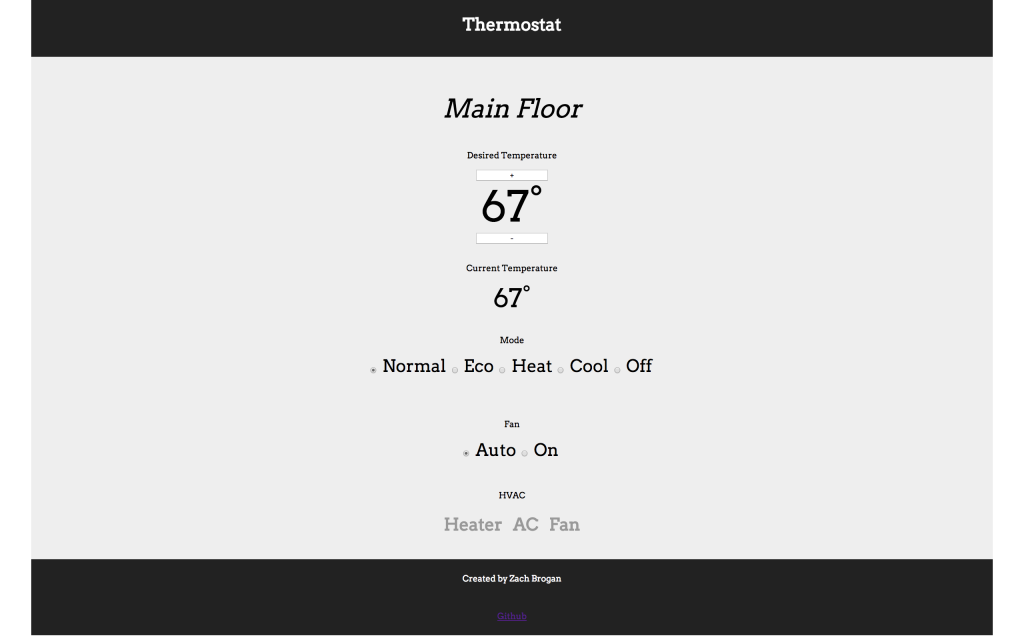 Thermostat
Main Floor
Desired Temperature
+
67°
-
Current Temperature
67°
Mode
Normal Eco Heat Cool Off
Fan
Auto On
HVAC
Heater AC Fan
Created by Zach Brogan
Github